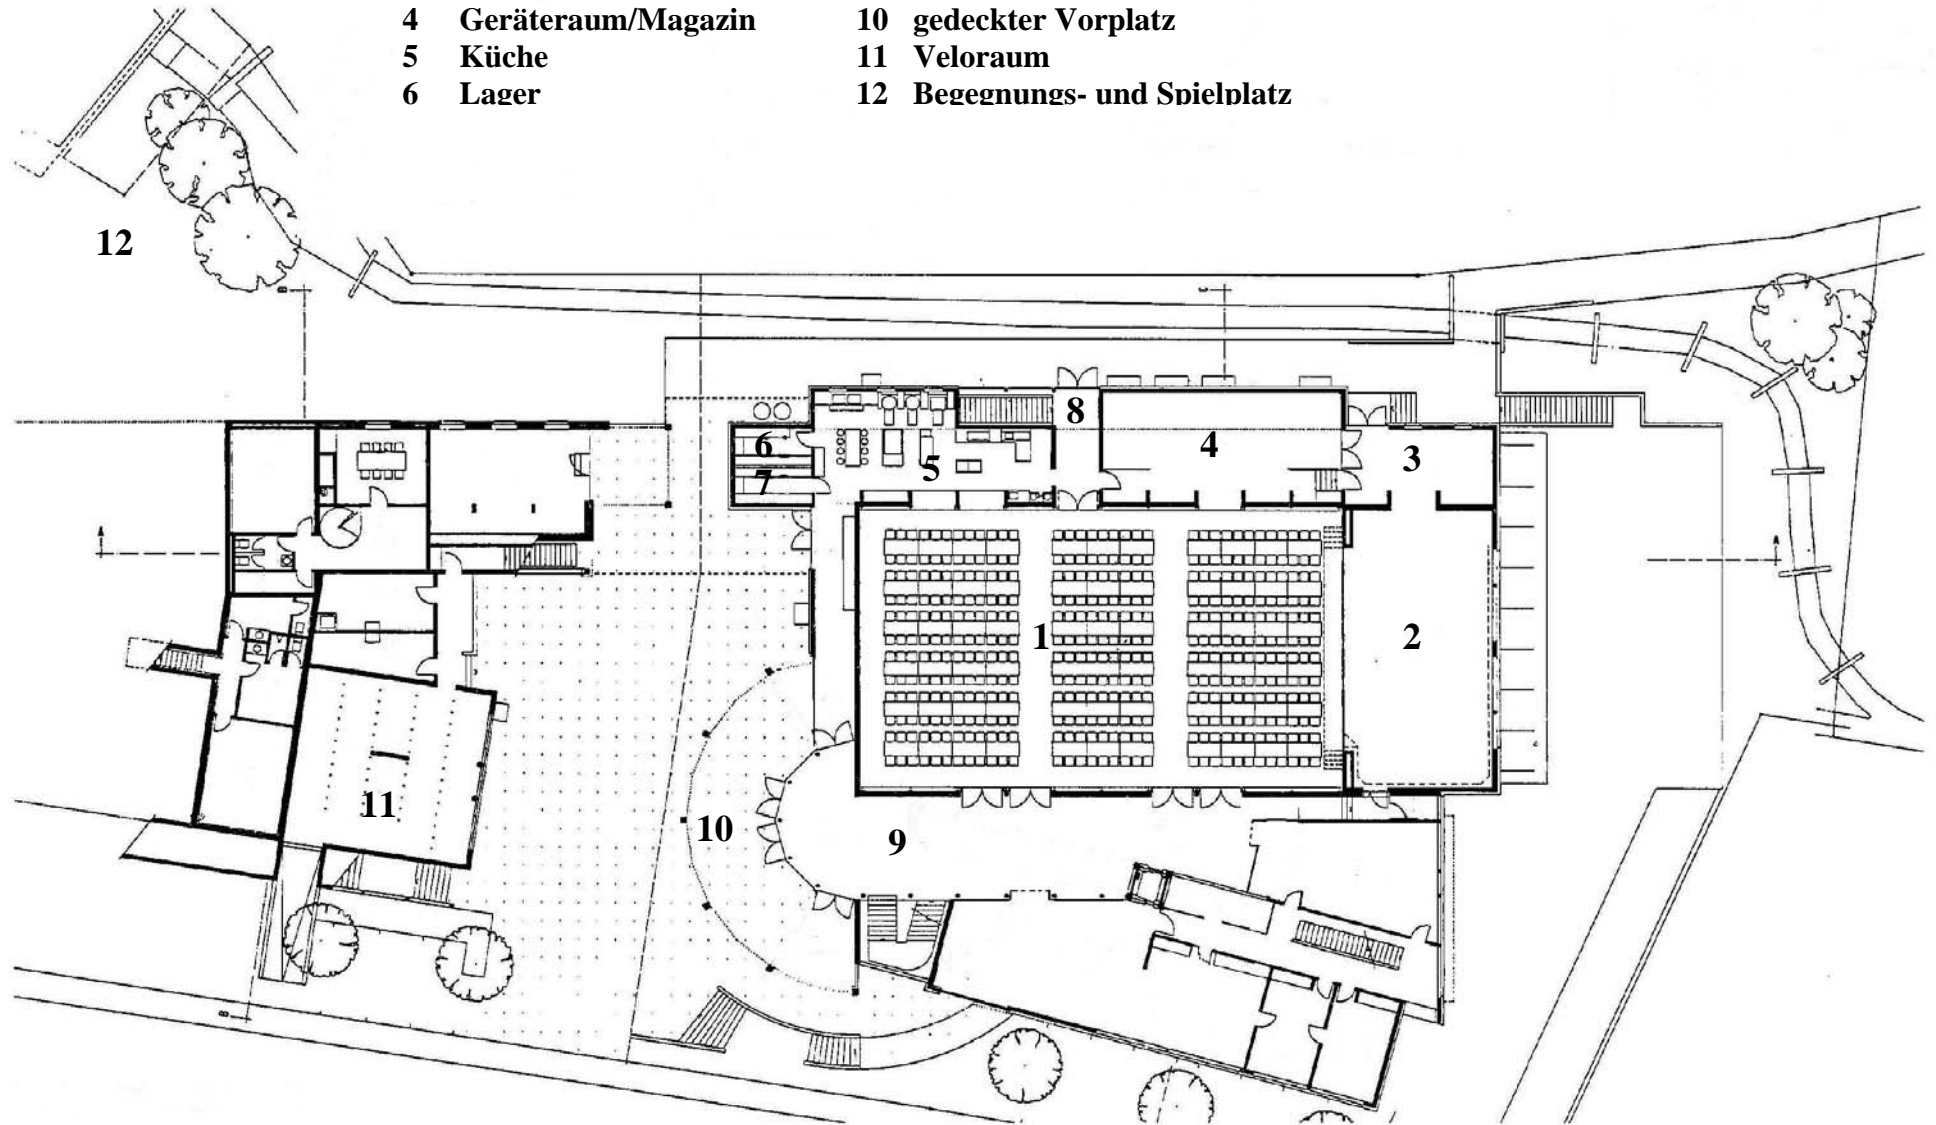 4 Geräteraum/Magazin 10 gedeckter Vorplatz
5 Küche 11 Veloraum
6 Lager 12 Begegnungs- und Spielplatz
12
8
6
4
3
5
7
1
2
11
10
9
A
A
B